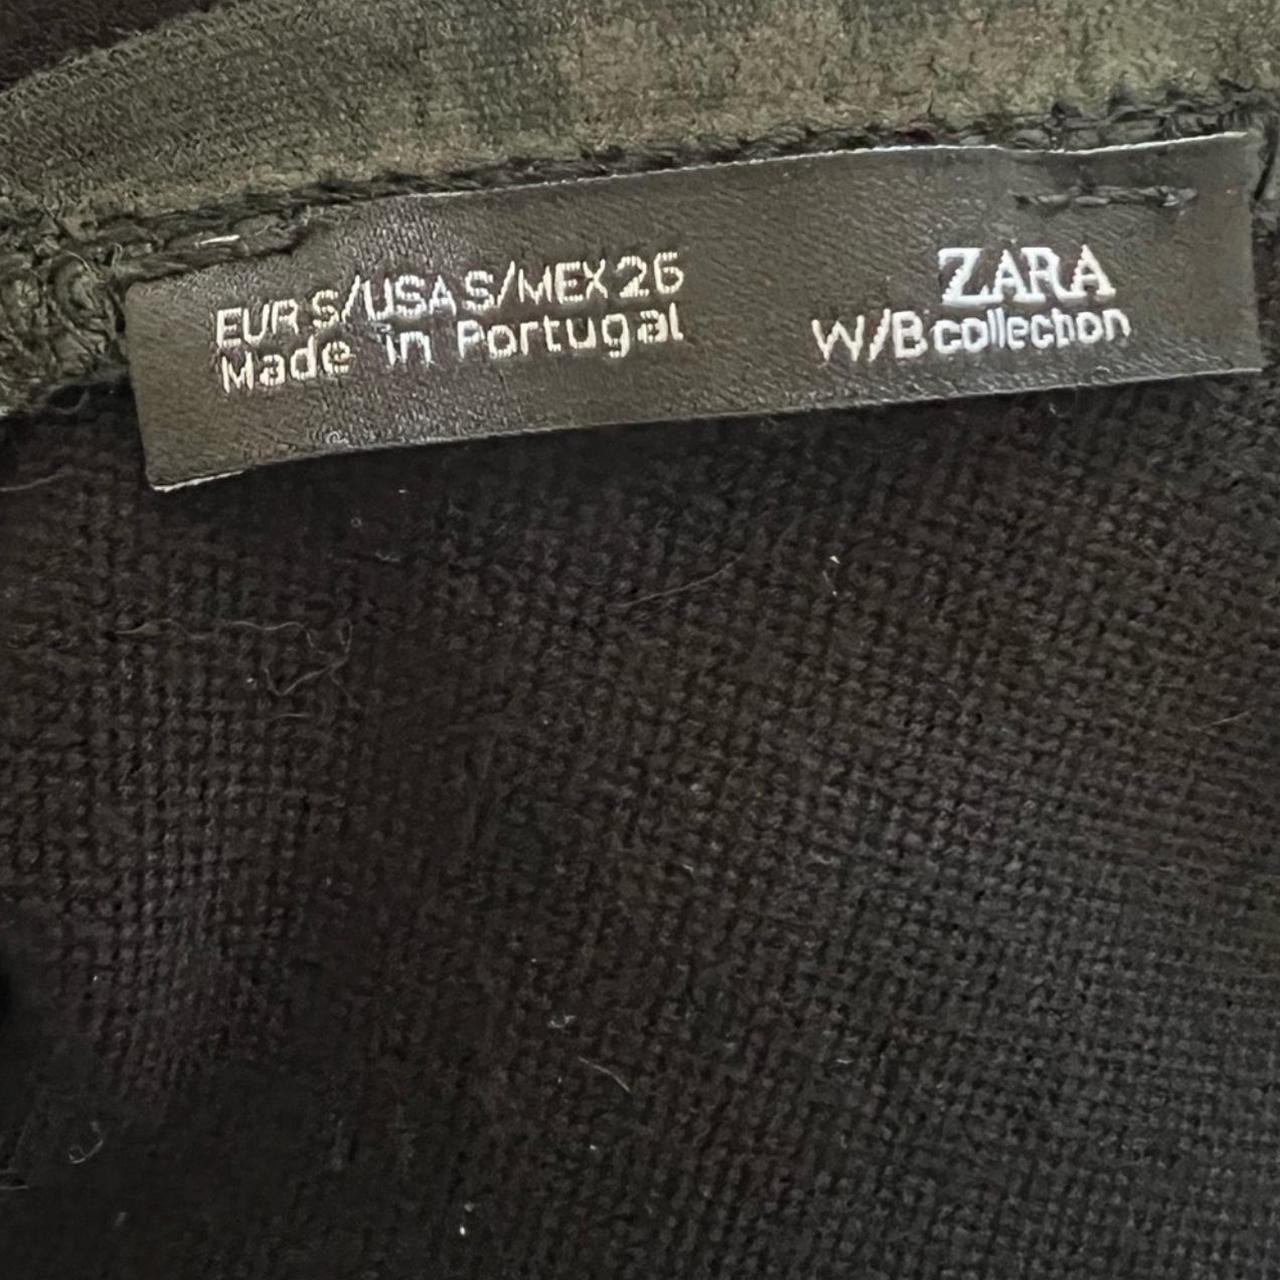 EUR S/USA S/MEX 26
Made in Portugal
ZARA
W/B collection